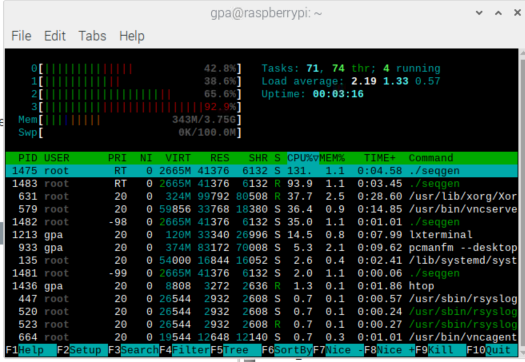 gpa@raspberrypi: ~
File Edit Tabs Help
0[|||||||||||||||| 42.8%] Tasks: 71, 74 thr; 4 running
1[|||||||||||||| 38.6%] Load average: 2.19 1.33 0.57
2[||||||||||||||||||||||||| 65.6%] Uptime: 00:03:16
3[|||||||||||||||||||||||||||||||||||92.9%]
Mem[||||||||||| 343M/3.75G]
Swp[ 0K/100.0M]
PID USER PRI NI VIRT RES SHR S CPU%▽MEM% TIME+ Command
1475 root RT 0 2665M 41376 6132 S 131. 1.1 0:04.58 ./seqgen
1483 root RT 0 2665M 41376 6132 R 93.9 1.1 0:03.45 ./seqgen
631 root 20 0 324M 99792 80508 R 37.7 2.5 0:28.60 /usr/lib/xorg/Xor
579 root 20 0 59856 33768 18380 S 36.4 0.9 0:14.85 /usr/bin/vncserve
1482 root -98 0 2665M 41376 6132 S 35.0 1.1 0:01.01 ./seqgen
1213 gpa 20 0 120M 33340 26996 S 14.5 0.8 0:07.99 lxterminal
933 gpa 20 0 374M 83172 70008 S 5.3 2.1 0:09.62 pcmanfm --desktop
135 root 20 0 54000 16844 16052 S 2.6 0.4 0:02.41 /lib/systemd/syst
1481 root -99 0 2665M 41376 6132 S 2.0 1.1 0:00.06 ./seqgen
1436 gpa 20 0 8808 3272 2636 R 1.3 0.1 0:01.86 htop
447 root 20 0 26544 2932 2608 S 0.7 0.1 0:00.57 /usr/sbin/rsyslog
520 root 20 0 26544 2932 2608 S 0.7 0.1 0:00.24 /usr/sbin/rsyslog
523 root 20 0 26544 2932 2608 R 0.7 0.1 0:00.27 /usr/sbin/rsyslog
664 root 20 0 19544 12648 12140 S 0.7 0.3 0:01.01 /usr/bin/vncagent
F1Help F2Setup F3SearchF4FilterF5Tree F6SortByF7Nice -F8Nice +F9Kill F10Quit